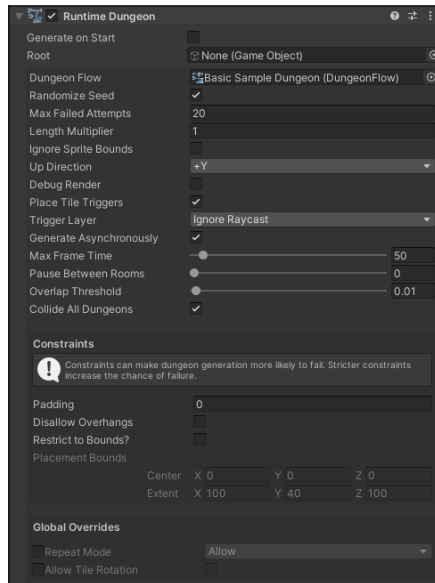 Runtime Dungeon
Generate on Start
Root None (Game Object)
Dungeon Flow Basic Sample Dungeon (DungeonFlow)
Randomize Seed
Max Failed Attempts 20
Length Multiplier 1
Ignore Sprite Bounds
Up Direction +Y
Debug Render
Place Tile Triggers
Trigger Layer Ignore Raycast
Generate Asynchronously
Max Frame Time 50
Pause Between Rooms 0
Overlap Threshold 0.01
Collide All Dungeons
Constraints
Constraints can make dungeon generation more likely to fail. Stricter constraints
increase the chance of failure.
Padding 0
Disallow Overhangs
Restrict to Bounds?
Placement Bounds
Center X 0 Y 0 Z 0
Extent X 100 Y 40 Z 100
Global Overrides
Repeat Mode Allow
Allow Tile Rotation